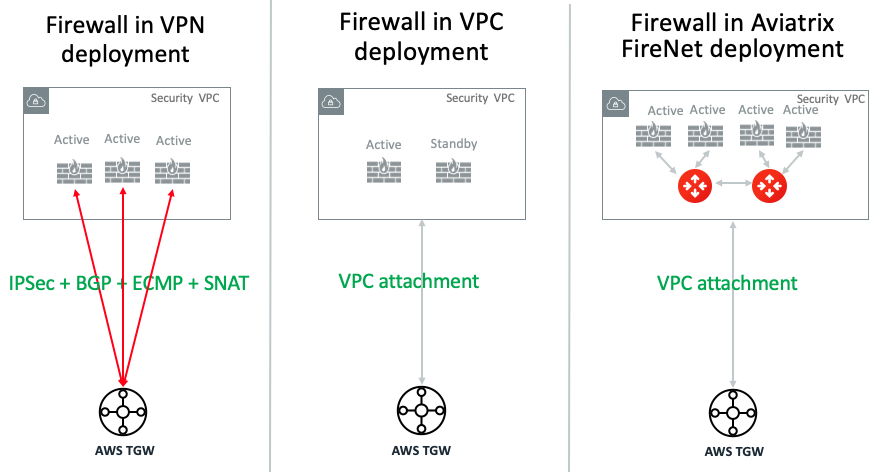 Firewall in VPN
deployment
Security VPC
Active
Active
Active
IPSec + BGP + ECMP + SNAT
AWS TGW
Firewall in VPC
deployment
Security VPC
Active
Standby
VPC attachment
AWS TGW
Firewall in Aviatrix
FireNet deployment
Security VPC
Active
Active
Active
Active
VPC attachment
AWS TGW